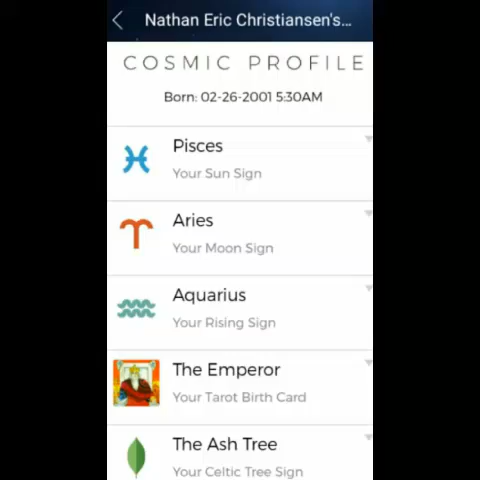 Nathan Eric Christiansen's...
COSMIC PROFILE
Born: 02-26-2001 5:30AM
Pisces
Your Sun Sign
Aries
Your Moon Sign
Aquarius
Your Rising Sign
The Emperor
Your Tarot Birth Card
The Ash Tree
Your Celtic Tree Sign